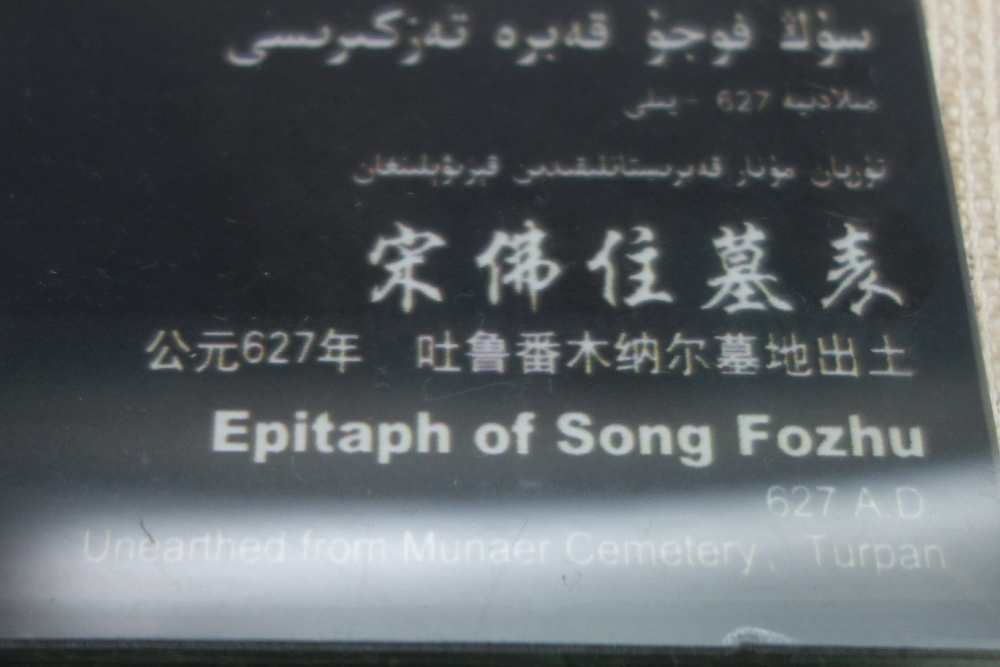 سۇڭ فوجۇ قەبرە تەزكىرىسى
مىلادىيە 627 -يىلى
تۇرپان مۇنار قەبرىستانلىقىدىن قېزىۋېلىنغان
宋佛住墓表
公元627年 吐鲁番木纳尔墓地出土
Epitaph of Song Fozhu
627 A.D.
Unearthed from Munaer Cemetery, Turpan